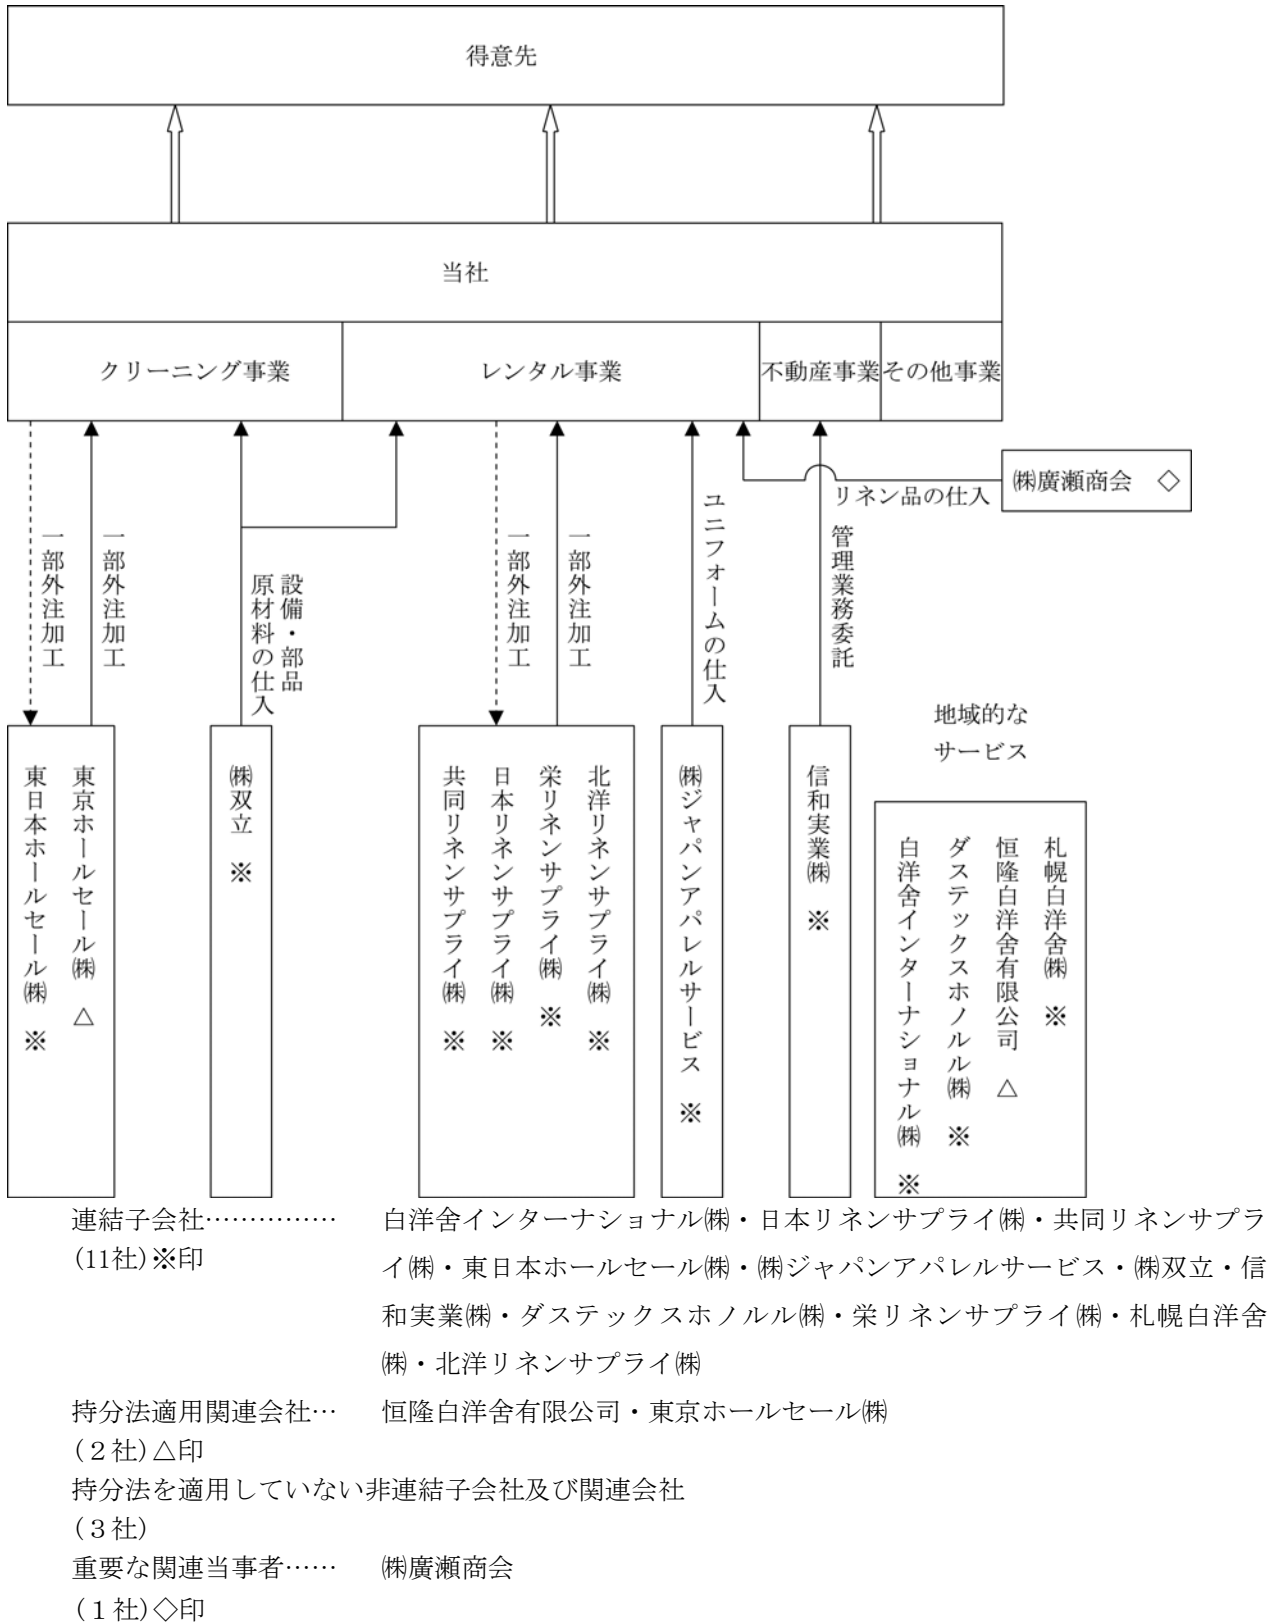 得意先
当社
クリーニング事業
レンタル事業
不動産事業
その他事業
㈱廣瀬商会 ◇
リネン品の仕入
一部外注加工
一部外注加工
設備・部品
原材料の仕入
一部外注加工
一部外注加工
ユニフォームの仕入
管理業務委託
地域的な
サービス
東日本ホールセール㈱ ※
東京ホールセール㈱ △
㈱双立 ※
共同リネンサプライ㈱ ※
日本リネンサプライ㈱ ※
栄リネンサプライ㈱ ※
北洋リネンサプライ㈱ ※
㈱ジャパンアパレルサービス ※
信和実業㈱ ※
白洋舍インターナショナル㈱ ※
ダステックスホノルル㈱ ※
恒隆白洋舍有限公司 △
札幌白洋舍㈱ ※
連結子会社…………… 白洋舍インターナショナル㈱・日本リネンサプライ㈱・共同リネンサプラ
(11社)※印
イ㈱・東日本ホールセール㈱・㈱ジャパンアパレルサービス・㈱双立・信
和実業㈱・ダステックスホノルル㈱・栄リネンサプライ㈱・札幌白洋舍
㈱・北洋リネンサプライ㈱
持分法適用関連会社… 恒隆白洋舍有限公司・東京ホールセール㈱
(２社)△印
持分法を適用していない非連結子会社及び関連会社
(３社)
重要な関連当事者…… ㈱廣瀬商会
(１社)◇印